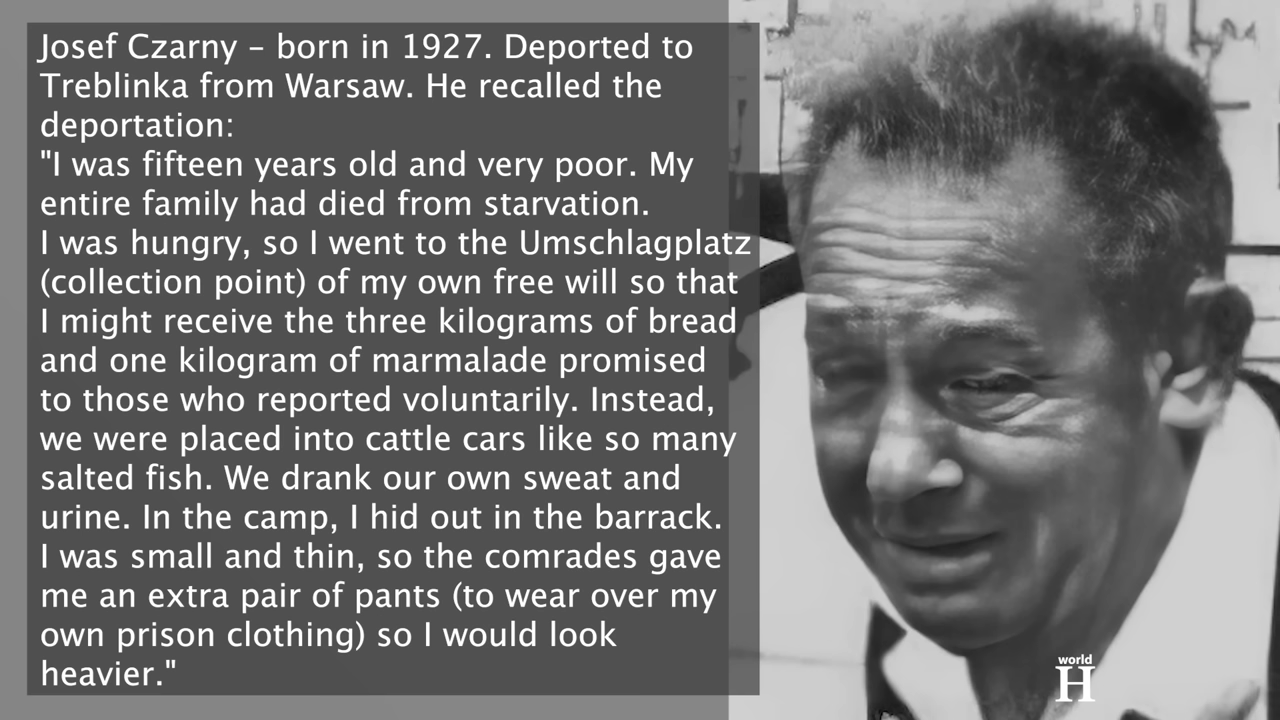 Josef Czarny – born in 1927. Deported to
Treblinka from Warsaw. He recalled the
deportation:
"I was fifteen years old and very poor. My
entire family had died from starvation.
I was hungry, so I went to the Umschlagplatz
(collection point) of my own free will so that
I might receive the three kilograms of bread
and one kilogram of marmalade promised
to those who reported voluntarily. Instead,
we were placed into cattle cars like so many
salted fish. We drank our own sweat and
urine. In the camp, I hid out in the barrack.
I was small and thin, so the comrades gave
me an extra pair of pants (to wear over my
own prison clothing) so I would look
heavier."
world
H